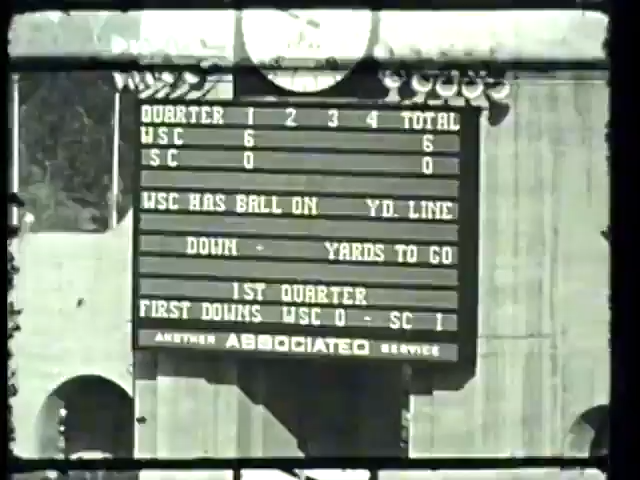 QUARTER 1 2 3 4 TOTAL
WSC 6 6
SC 0 0
WSC HAS BALL ON YD. LINE
DOWN - YARDS TO GO
1ST QUARTER
FIRST DOWNS WSC 0 - SC 1
ANOTHER ASSOCIATED SERVICE